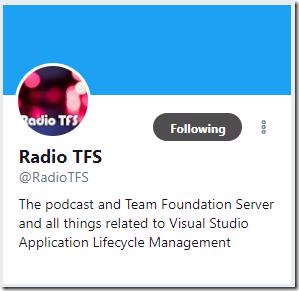 Radio TFS
Following
Radio TFS
@RadioTFS
The podcast and Team Foundation Server
and all things related to Visual Studio
Application Lifecycle Management